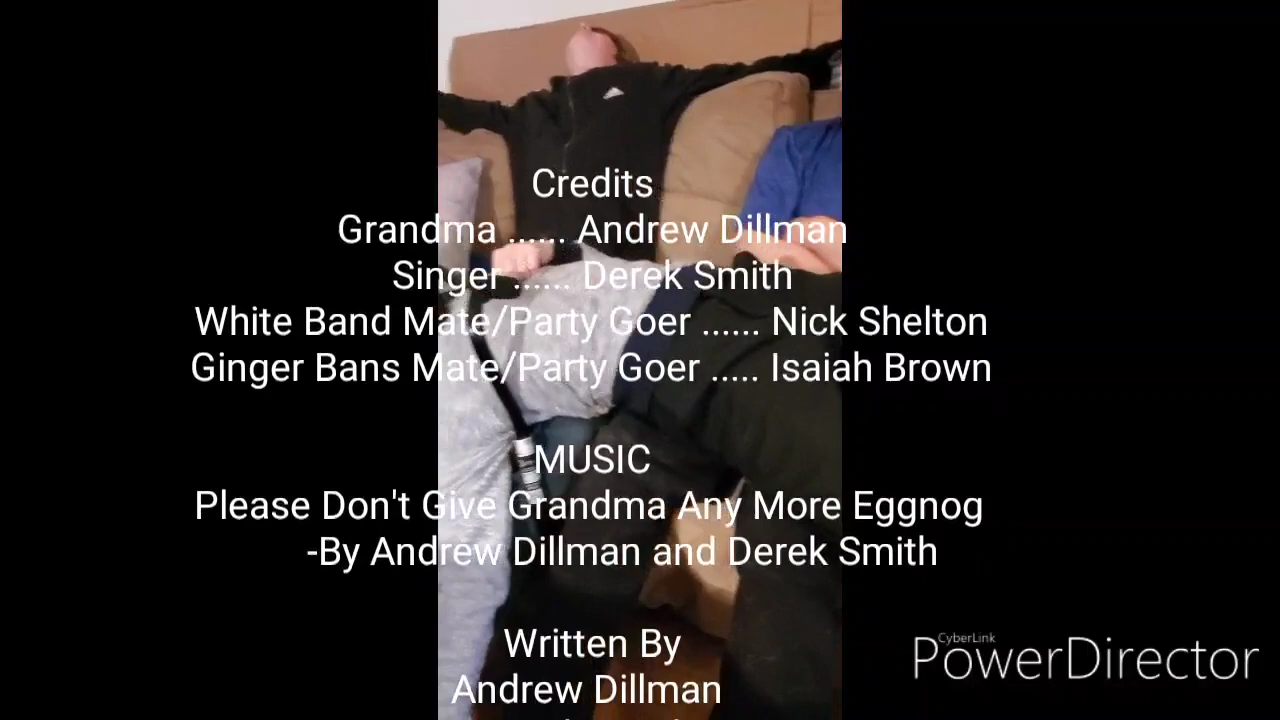 Credits
Grandma ...... Andrew Dillman
Singer ...... Derek Smith
White Band Mate/Party Goer ...... Nick Shelton
Ginger Bans Mate/Party Goer ..... Isaiah Brown
MUSIC
Please Don't Give Grandma Any More Eggnog
-By Andrew Dillman and Derek Smith
Written By
Andrew Dillman
CyberLink
PowerDirector